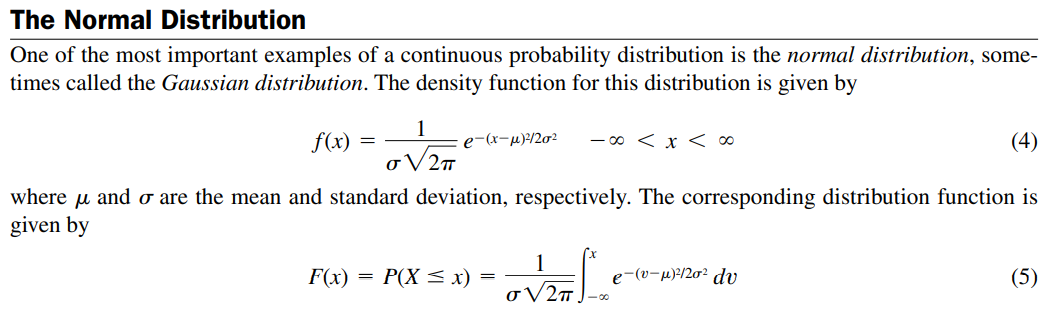 The Normal Distribution
One of the most important examples of a continuous probability distribution is the normal distribution, some-
times called the Gaussian distribution. The density function for this distribution is given by
f(x) = 1/(σ√2π) e^−(x−μ)²/2σ²   −∞ < x < ∞   (4)
where μ and σ are the mean and standard deviation, respectively. The corresponding distribution function is
given by
F(x) = P(X ≤ x) = 1/(σ√2π) ∫_−∞^x e^−(v−μ)²/2σ² dv   (5)